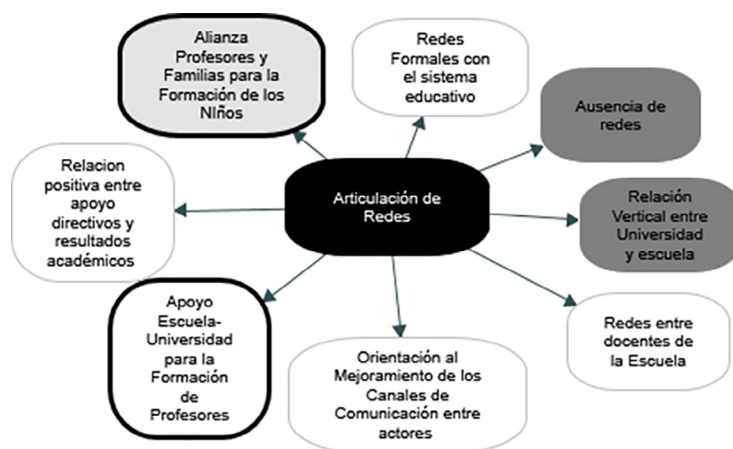 Alianza
Profesores y
Familias para la
Formación de los
NIños
Redes
Formales con
el sistema
educativo
Ausencia de
redes
Relacion
positiva entre
apoyo
directivos y
resultados
académicos
Articulación de
Redes
Relación
Vertical entre
Universidad
y escuela
Apoyo
Escuela-
Universidad
para la
Formación
de
Profesores
Orientación al
Mejoramiento de los
Canales de
Comunicación entre
actores
Redes entre
docentes de
la Escuela